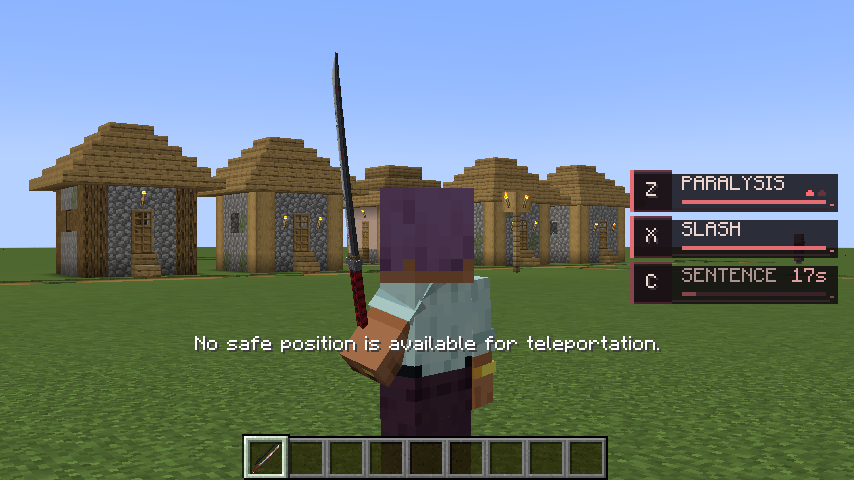 Z PARALYSIS
X SLASH
C SENTENCE 17s
No safe position is available for teleportation.